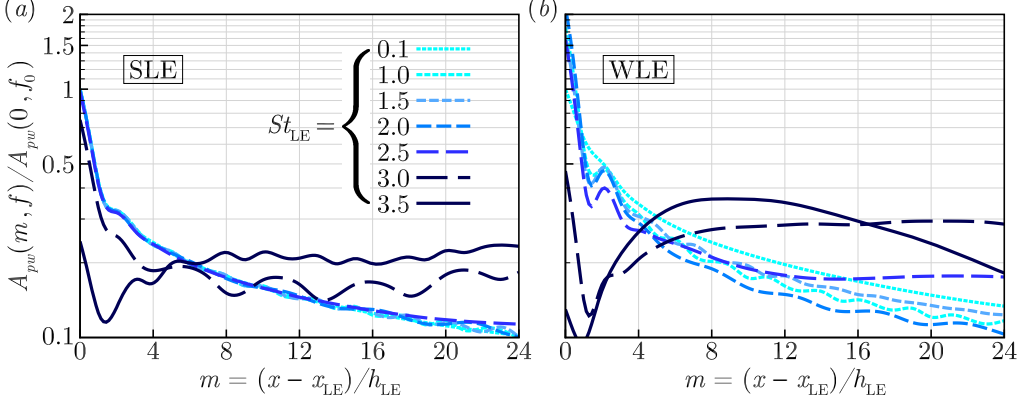 (a)
2
1.5
1
0.5
0.1
A_pw(m, f)/A_pw(0, f_0)
SLE
St_LE =
0.1
1.0
1.5
2.0
2.5
3.0
3.5
0 4 8 12 16 20 24
m = (x − x_LE)/h_LE
(b)
WLE
0 4 8 12 16 20 24
m = (x − x_LE)/h_LE